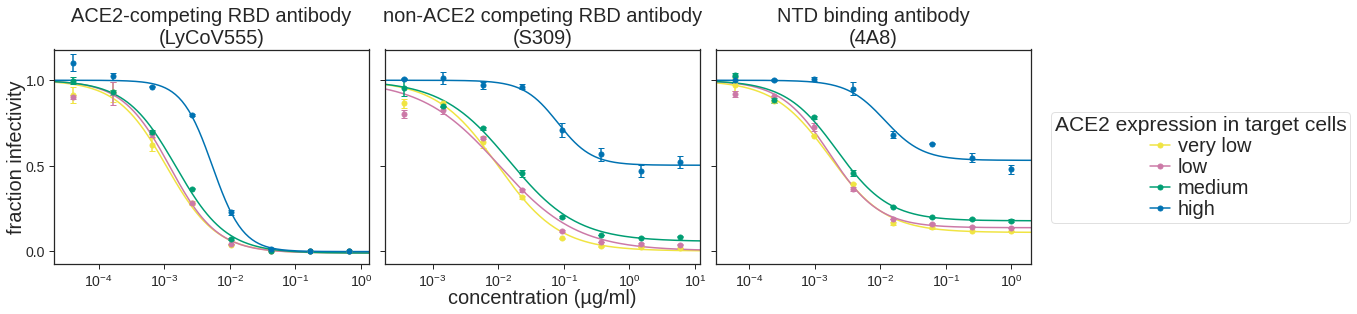 ACE2-competing RBD antibody
(LyCoV555)
non-ACE2 competing RBD antibody
(S309)
NTD binding antibody
(4A8)
fraction infectivity
1.0
0.5
0.0
10⁻⁴ 10⁻³ 10⁻² 10⁻¹ 10⁰
10⁻³ 10⁻² 10⁻¹ 10⁰ 10¹
10⁻⁴ 10⁻³ 10⁻² 10⁻¹ 10⁰
concentration (µg/ml)
ACE2 expression in target cells
very low
low
medium
high